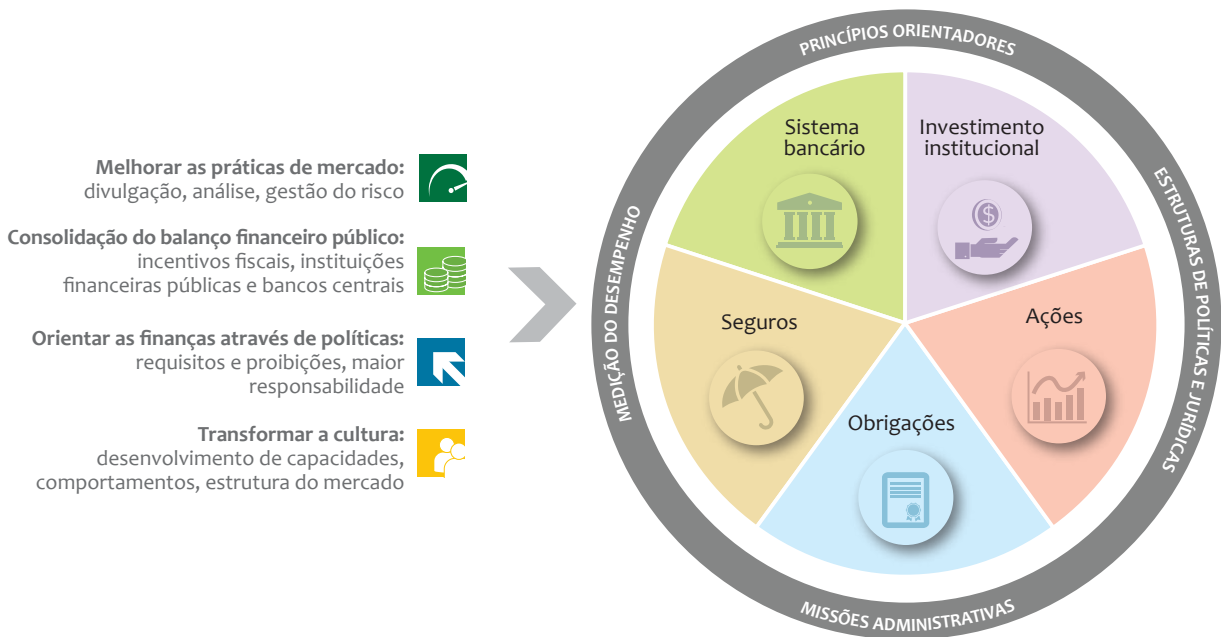 Melhorar as práticas de mercado:
divulgação, análise, gestão do risco
Consolidação do balanço financeiro público:
incentivos fiscais, instituições
financeiras públicas e bancos centrais
Orientar as finanças através de políticas:
requisitos e proibições, maior
responsabilidade
Transformar a cultura:
desenvolvimento de capacidades,
comportamentos, estrutura do mercado
PRINCÍPIOS ORIENTADORES
ESTRUTURAS DE POLÍTICAS E JURÍDICAS
MISSÕES ADMINISTRATIVAS
MEDIÇÃO DO DESEMPENHO
Sistema
bancário
Investimento
institucional
$
Seguros
Ações
Obrigações